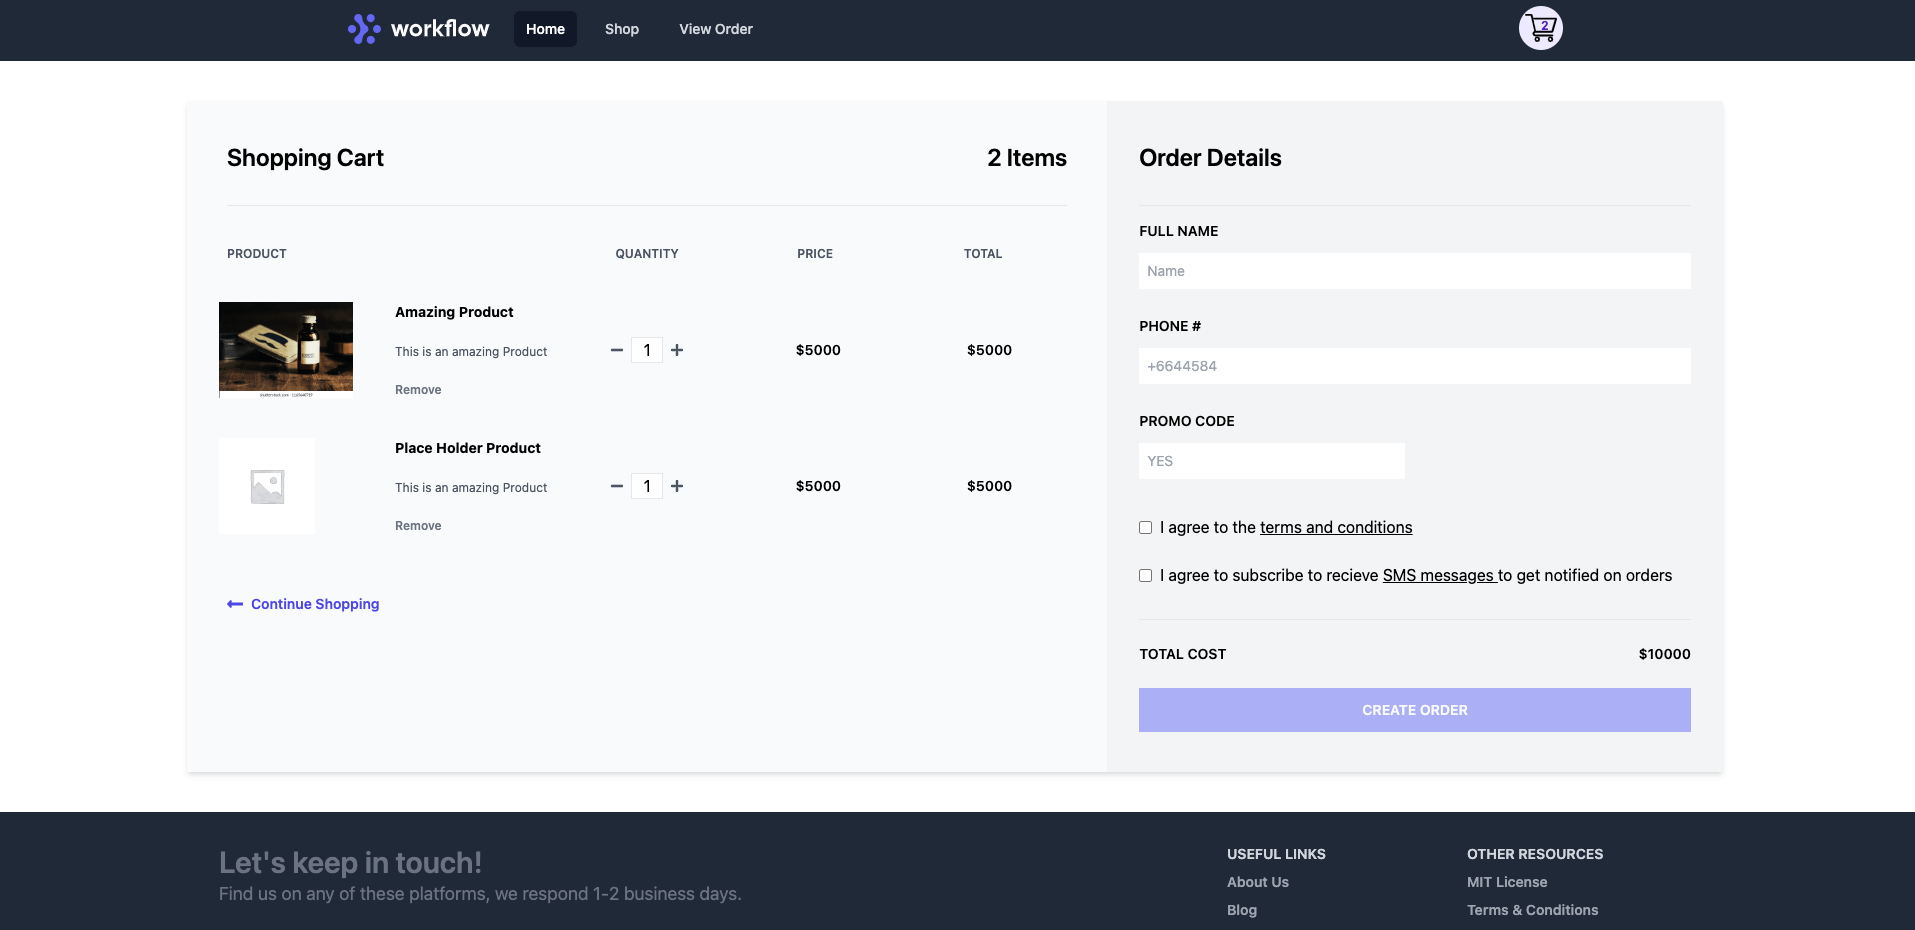 workflow
Home
Shop
View Order
2
Shopping Cart
2 Items
PRODUCT
QUANTITY
PRICE
TOTAL
Amazing Product
This is an amazing Product
Remove
1
$5000
$5000
Place Holder Product
This is an amazing Product
Remove
1
$5000
$5000
Continue Shopping
Order Details
FULL NAME
Name
PHONE #
+6644584
PROMO CODE
YES
I agree to the terms and conditions
I agree to subscribe to recieve SMS messages to get notified on orders
TOTAL COST
$10000
CREATE ORDER
Let's keep in touch!
Find us on any of these platforms, we respond 1-2 business days.
USEFUL LINKS
About Us
Blog
OTHER RESOURCES
MIT License
Terms & Conditions